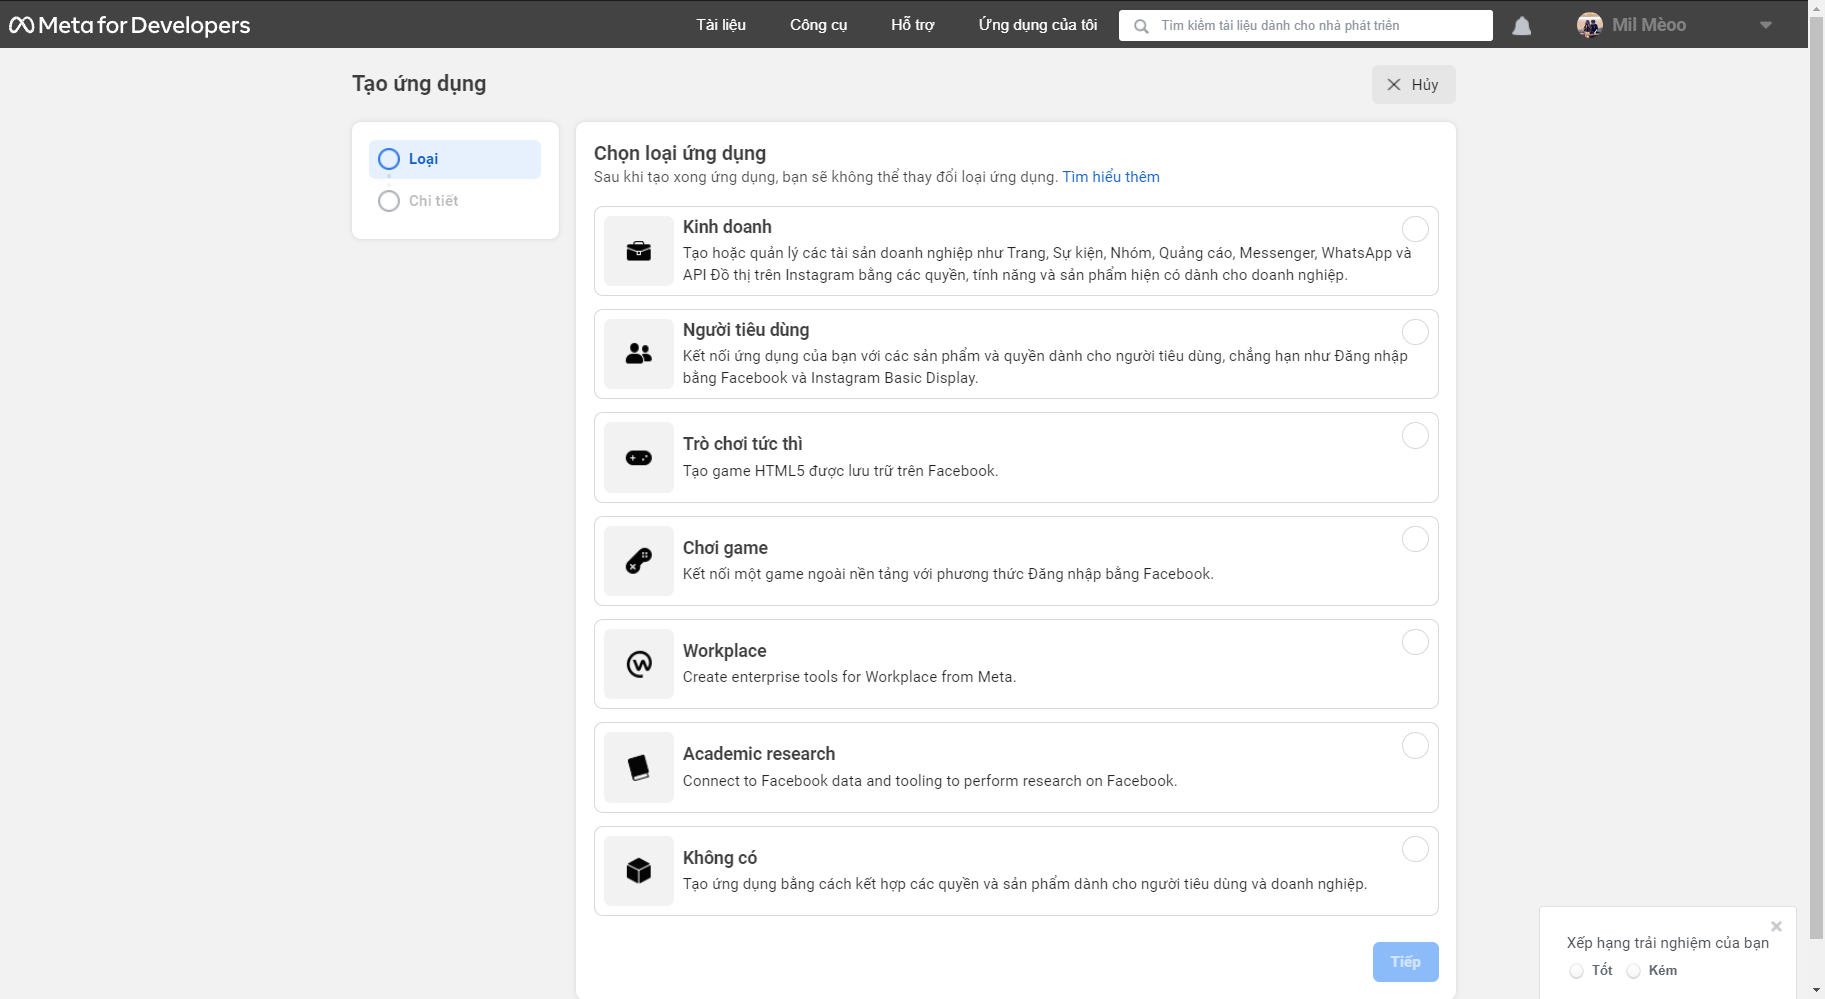 Meta for Developers
Tài liệu
Công cụ
Hỗ trợ
Ứng dụng của tôi
Tìm kiếm tài liệu dành cho nhà phát triển
Mil Mèoo
Tạo ứng dụng
Hủy
Loại
Chi tiết
Chọn loại ứng dụng
Sau khi tạo xong ứng dụng, bạn sẽ không thể thay đổi loại ứng dụng. Tìm hiểu thêm
Kinh doanh
Tạo hoặc quản lý các tài sản doanh nghiệp như Trang, Sự kiện, Nhóm, Quảng cáo, Messenger, WhatsApp và
API Đồ thị trên Instagram bằng các quyền, tính năng và sản phẩm hiện có dành cho doanh nghiệp.
Người tiêu dùng
Kết nối ứng dụng của bạn với các sản phẩm và quyền dành cho người tiêu dùng, chẳng hạn như Đăng nhập
bằng Facebook và Instagram Basic Display.
Trò chơi tức thì
Tạo game HTML5 được lưu trữ trên Facebook.
Chơi game
Kết nối một game ngoài nền tảng với phương thức Đăng nhập bằng Facebook.
Workplace
Create enterprise tools for Workplace from Meta.
Academic research
Connect to Facebook data and tooling to perform research on Facebook.
Không có
Tạo ứng dụng bằng cách kết hợp các quyền và sản phẩm dành cho người tiêu dùng và doanh nghiệp.
Tiếp
Xếp hạng trải nghiệm của bạn
Tốt
Kém